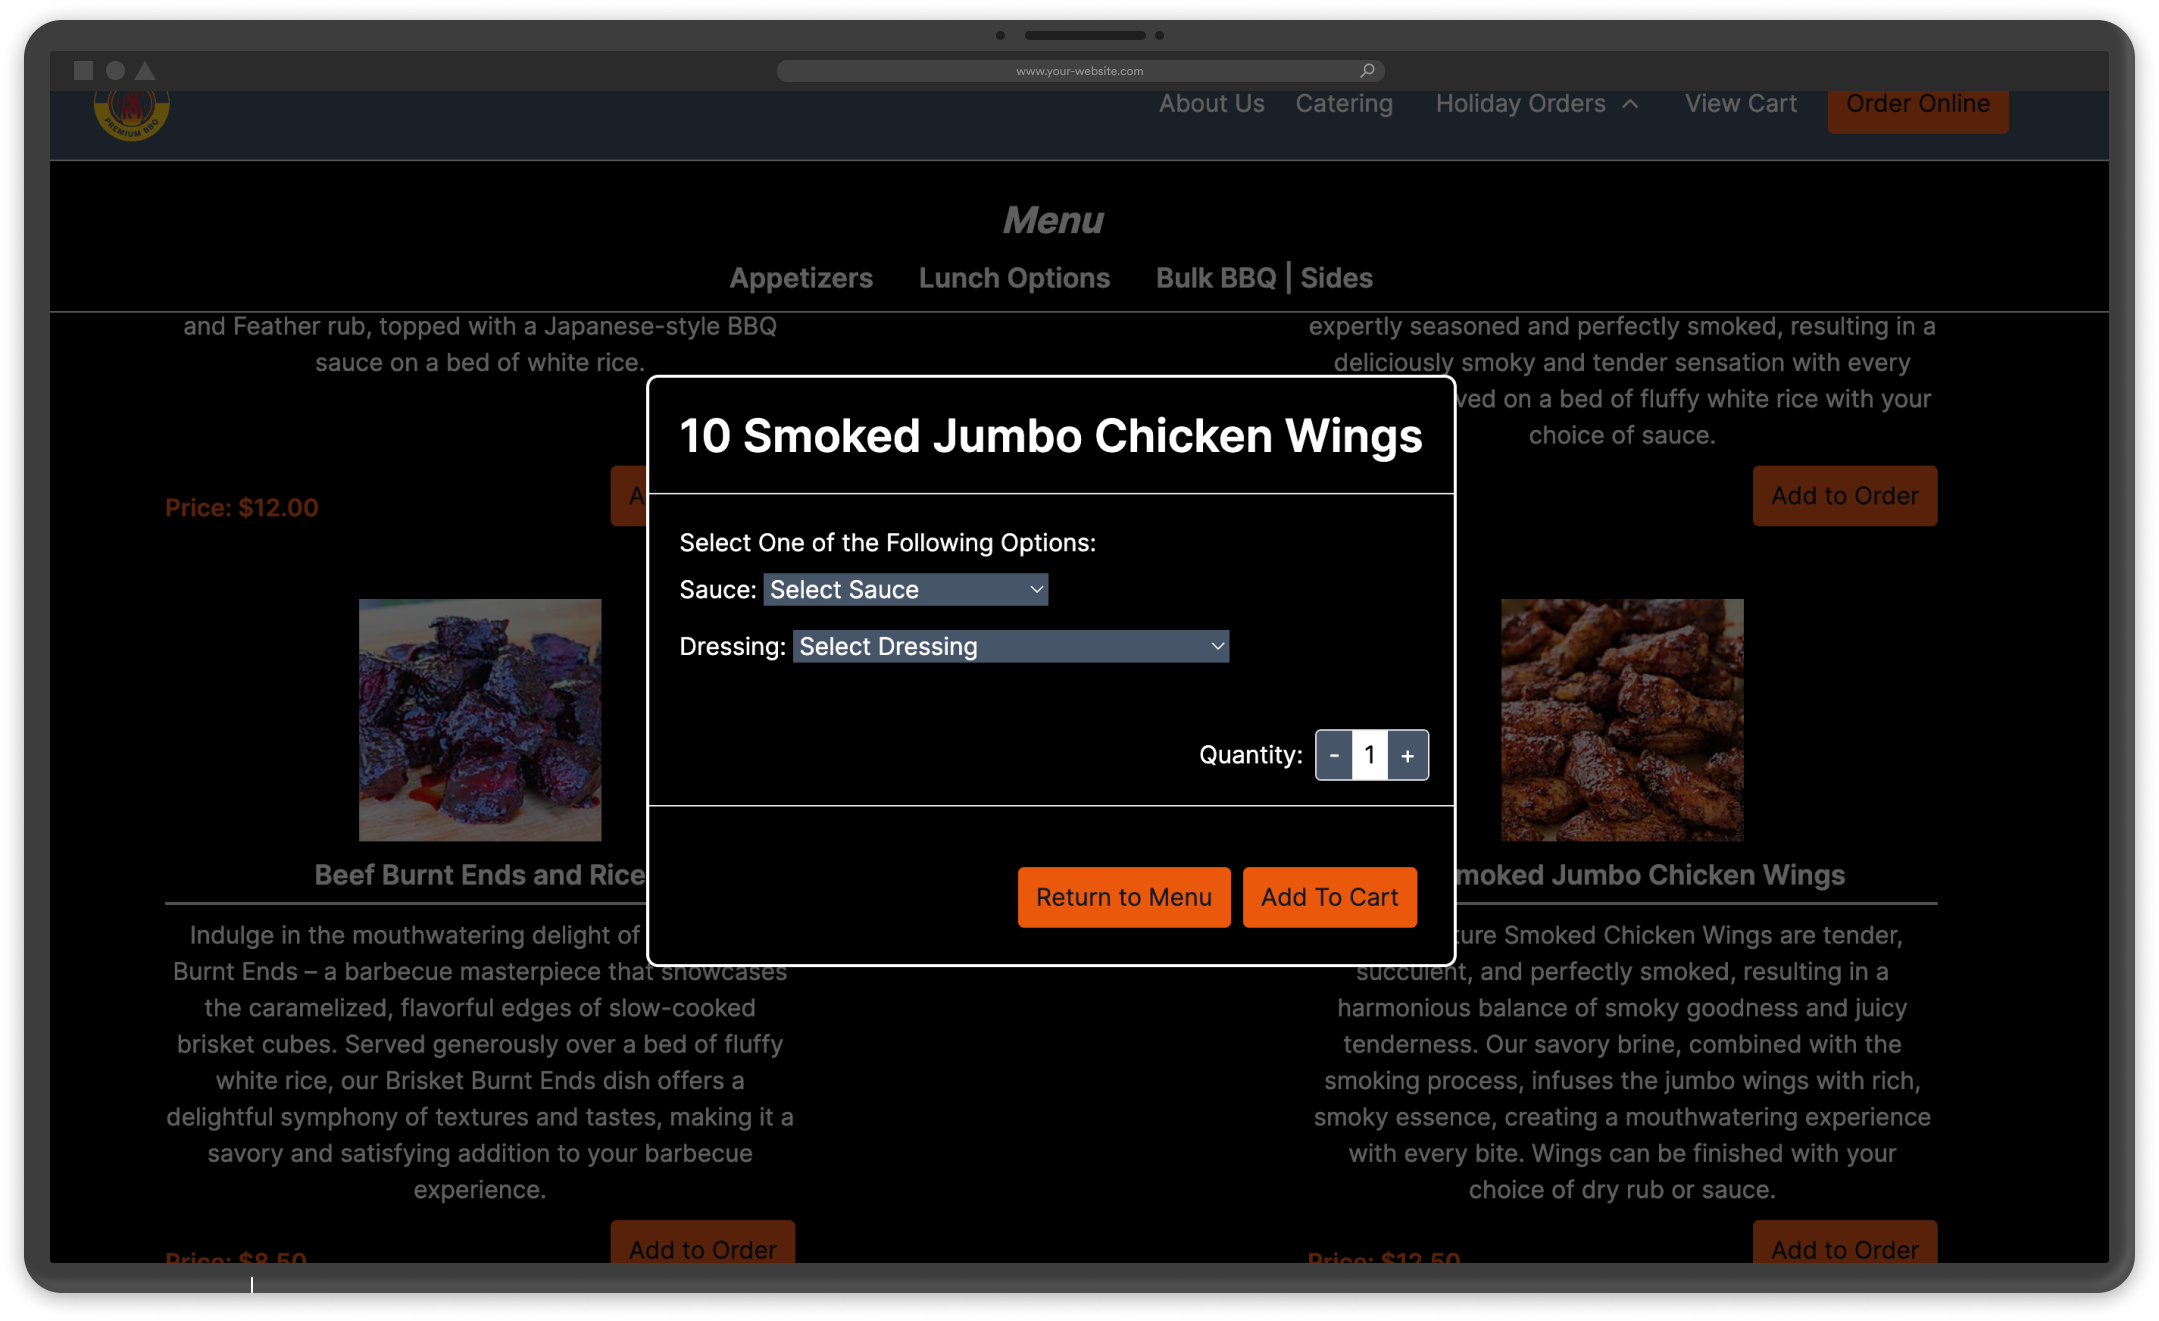 www.your-website.com
PREMIUM BBQ
About Us
Catering
Holiday Orders
View Cart
Order Online
Menu
Appetizers
Lunch Options
Bulk BBQ | Sides
and Feather rub, topped with a Japanese-style BBQ
sauce on a bed of white rice.
Price: $12.00
A
expertly seasoned and perfectly smoked, resulting in a
deliciously smoky and tender sensation with every
ved on a bed of fluffy white rice with your
choice of sauce.
Add to Order
10 Smoked Jumbo Chicken Wings
Select One of the Following Options:
Sauce: Select Sauce
Dressing: Select Dressing
Quantity: - 1 +
Return to Menu
Add To Cart
Beef Burnt Ends and Rice
Indulge in the mouthwatering delight of
Burnt Ends – a barbecue masterpiece that showcases
the caramelized, flavorful edges of slow-cooked
brisket cubes. Served generously over a bed of fluffy
white rice, our Brisket Burnt Ends dish offers a
delightful symphony of textures and tastes, making it a
savory and satisfying addition to your barbecue
experience.
Price: $8.50
Add to Order
moked Jumbo Chicken Wings
ture Smoked Chicken Wings are tender,
succulent, and perfectly smoked, resulting in a
harmonious balance of smoky goodness and juicy
tenderness. Our savory brine, combined with the
smoking process, infuses the jumbo wings with rich,
smoky essence, creating a mouthwatering experience
with every bite. Wings can be finished with your
choice of dry rub or sauce.
Price: $12.50
Add to Order